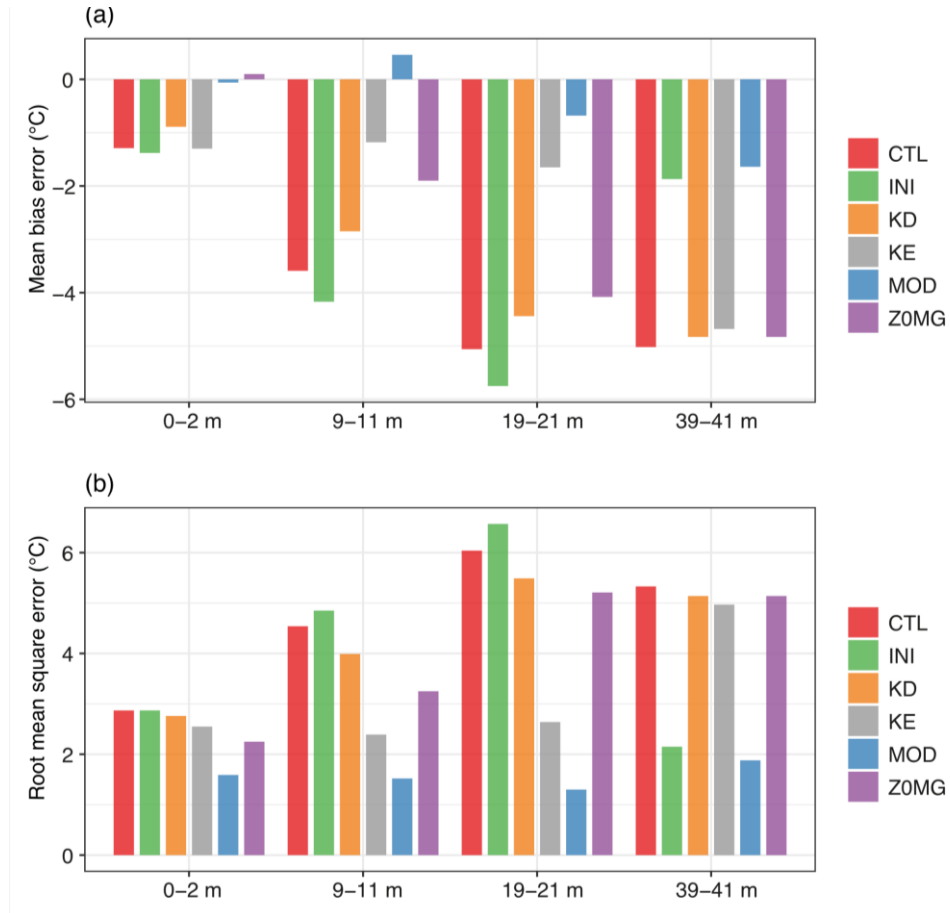 (a)
Mean bias error (°C)
0
−2
−4
−6
0−2 m
9−11 m
19−21 m
39−41 m
CTL
INI
KD
KE
MOD
Z0MG
(b)
Root mean square error (°C)
6
4
2
0
0−2 m
9−11 m
19−21 m
39−41 m
CTL
INI
KD
KE
MOD
Z0MG